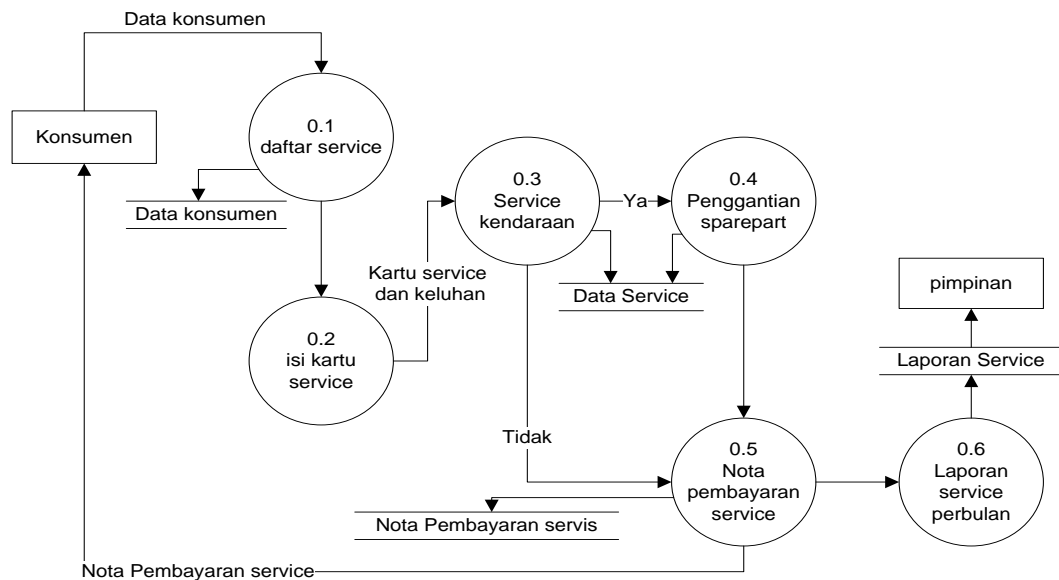 Data konsumen
Konsumen
0.1
daftar service
Data konsumen
0.2
isi kartu
service
Kartu service
dan keluhan
0.3
Service
kendaraan
Ya
0.4
Penggantian
sparepart
Data Service
Tidak
0.5
Nota
pembayaran
service
Nota Pembayaran servis
Nota Pembayaran service
0.6
Laporan
service
perbulan
Laporan Service
pimpinan